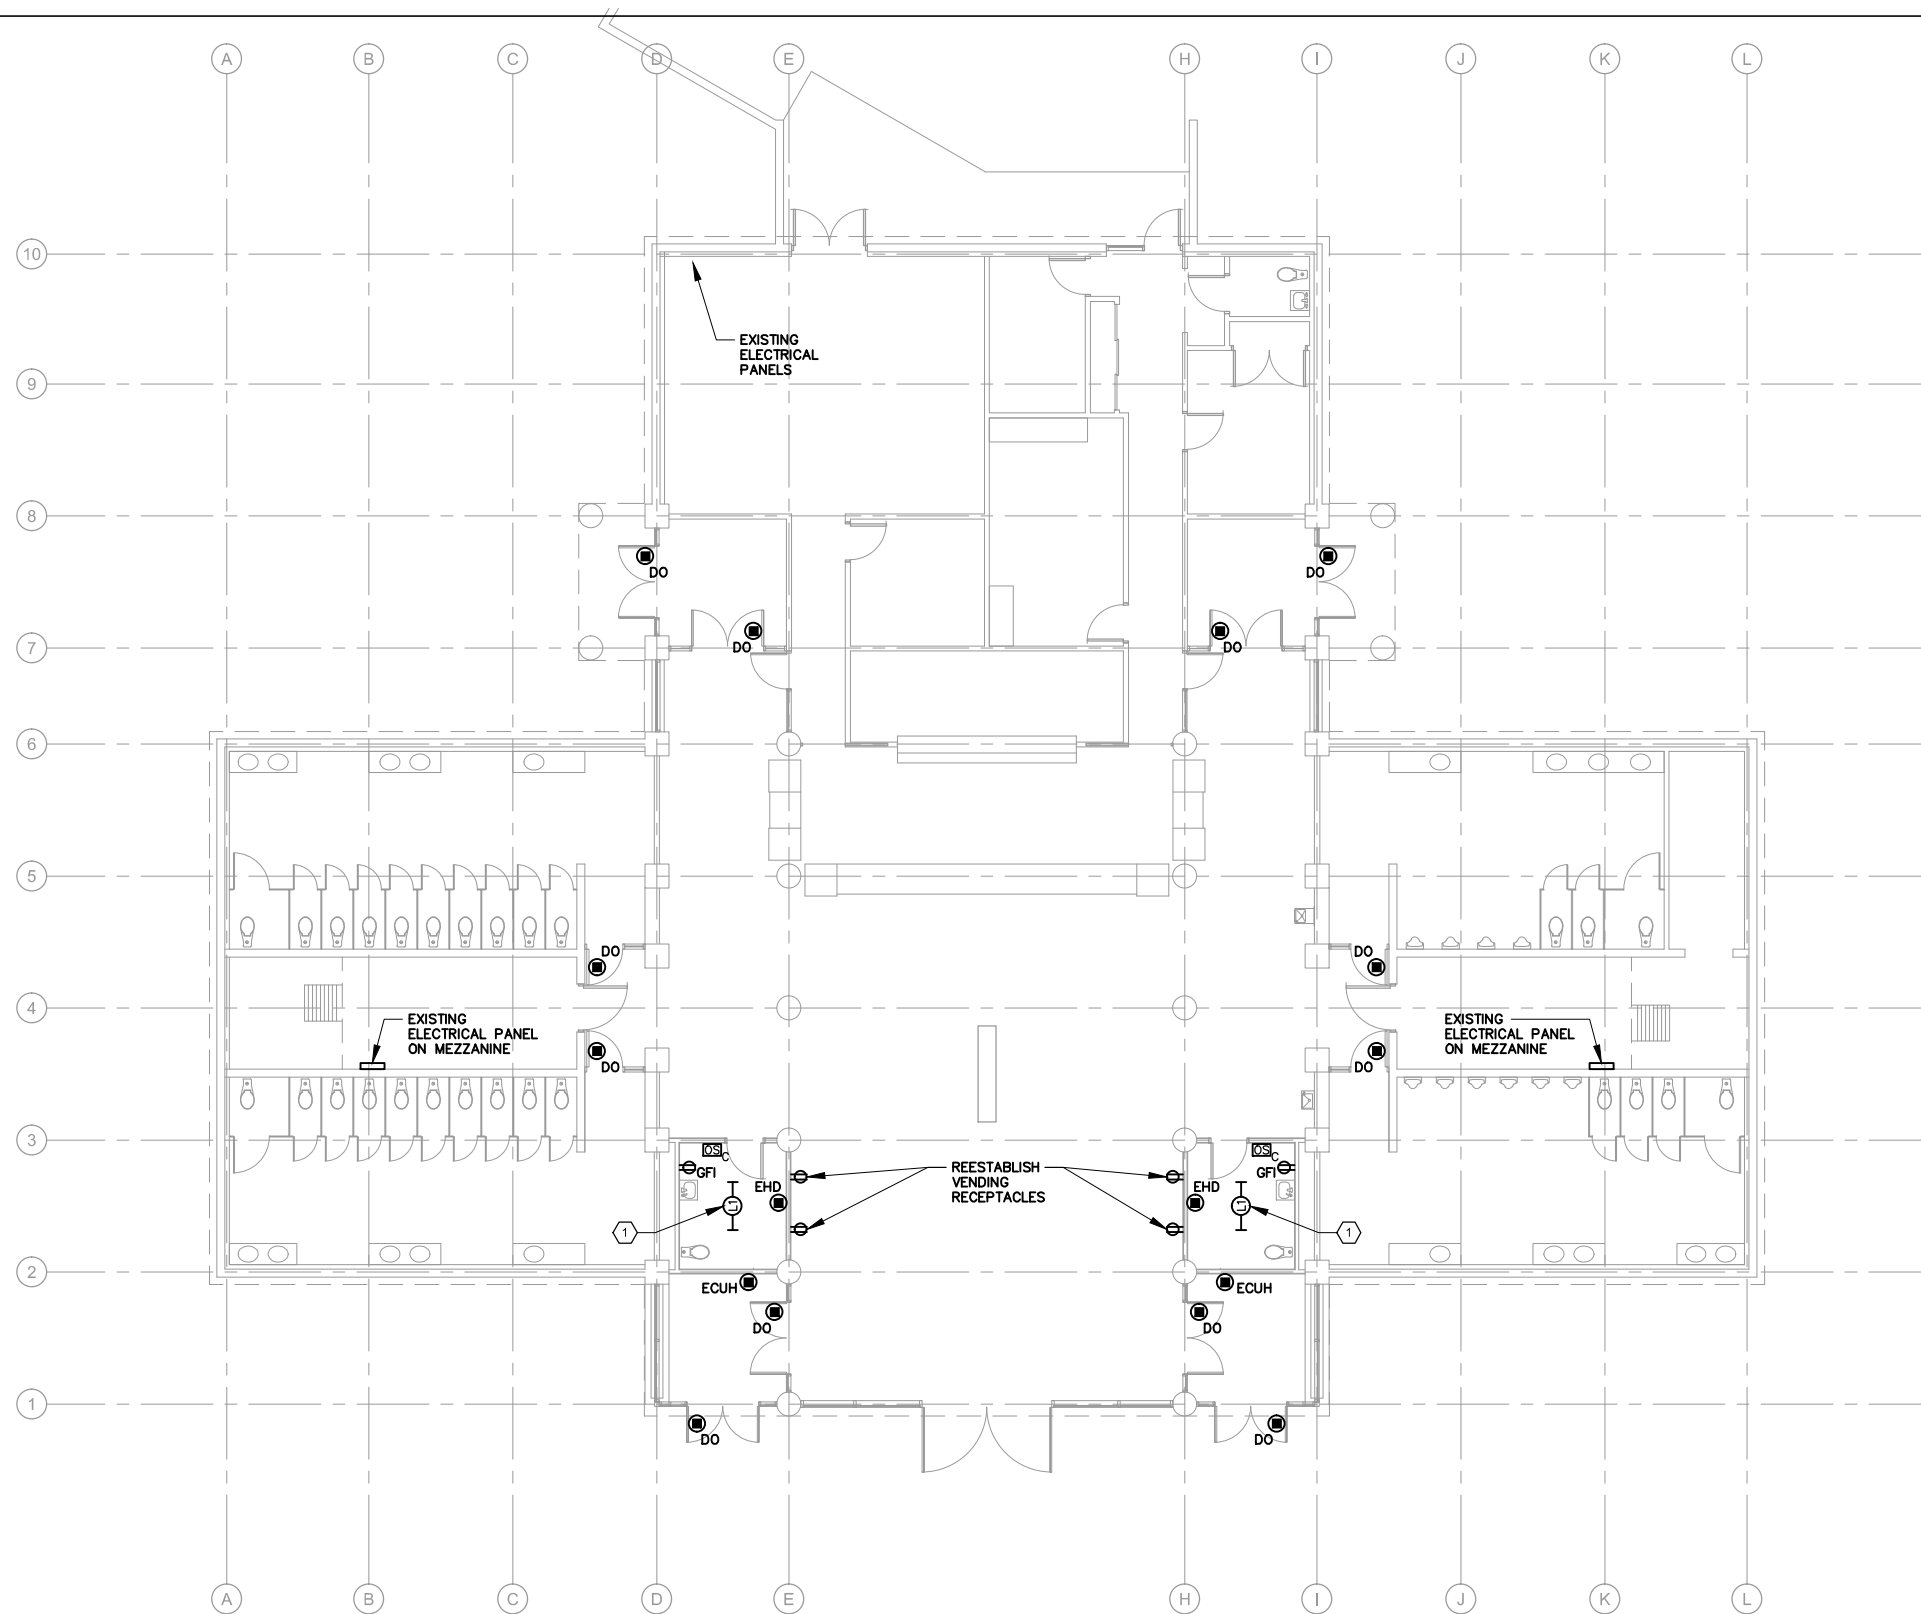 A B C D E H I J K L
10
EXISTING
ELECTRICAL
PANELS
9
8
DO DO
DO DO
7
6
5
DO DO
4
EXISTING
ELECTRICAL PANEL
ON MEZZANINE
EXISTING
ELECTRICAL PANEL
ON MEZZANINE
DO DO
3
OS C OS C
GFI GFI
REESTABLISH
VENDING
RECEPTACLES
EHD EHD
L1 L1
1 1
2
ECUH ECUH
DO DO
1
DO DO
A B C D E H I J K L